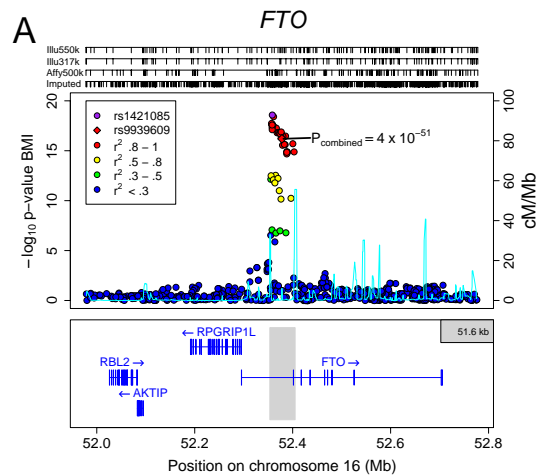 A
FTO
Illu550k
Illu317k
Affy500k
Imputed
20
15
10
5
0
−log10 p-value BMI
100
80
60
40
20
0
cM/Mb
rs1421085
rs9939609
r² .8 - 1
r² .5 - .8
r² .3 - .5
r² < .3
Pcombined = 4 x 10⁻⁵¹
51.6 kb
← RPGRIP1L
RBL2 →
FTO →
← AKTIP
52.0
52.2
52.4
52.6
52.8
Position on chromosome 16 (Mb)